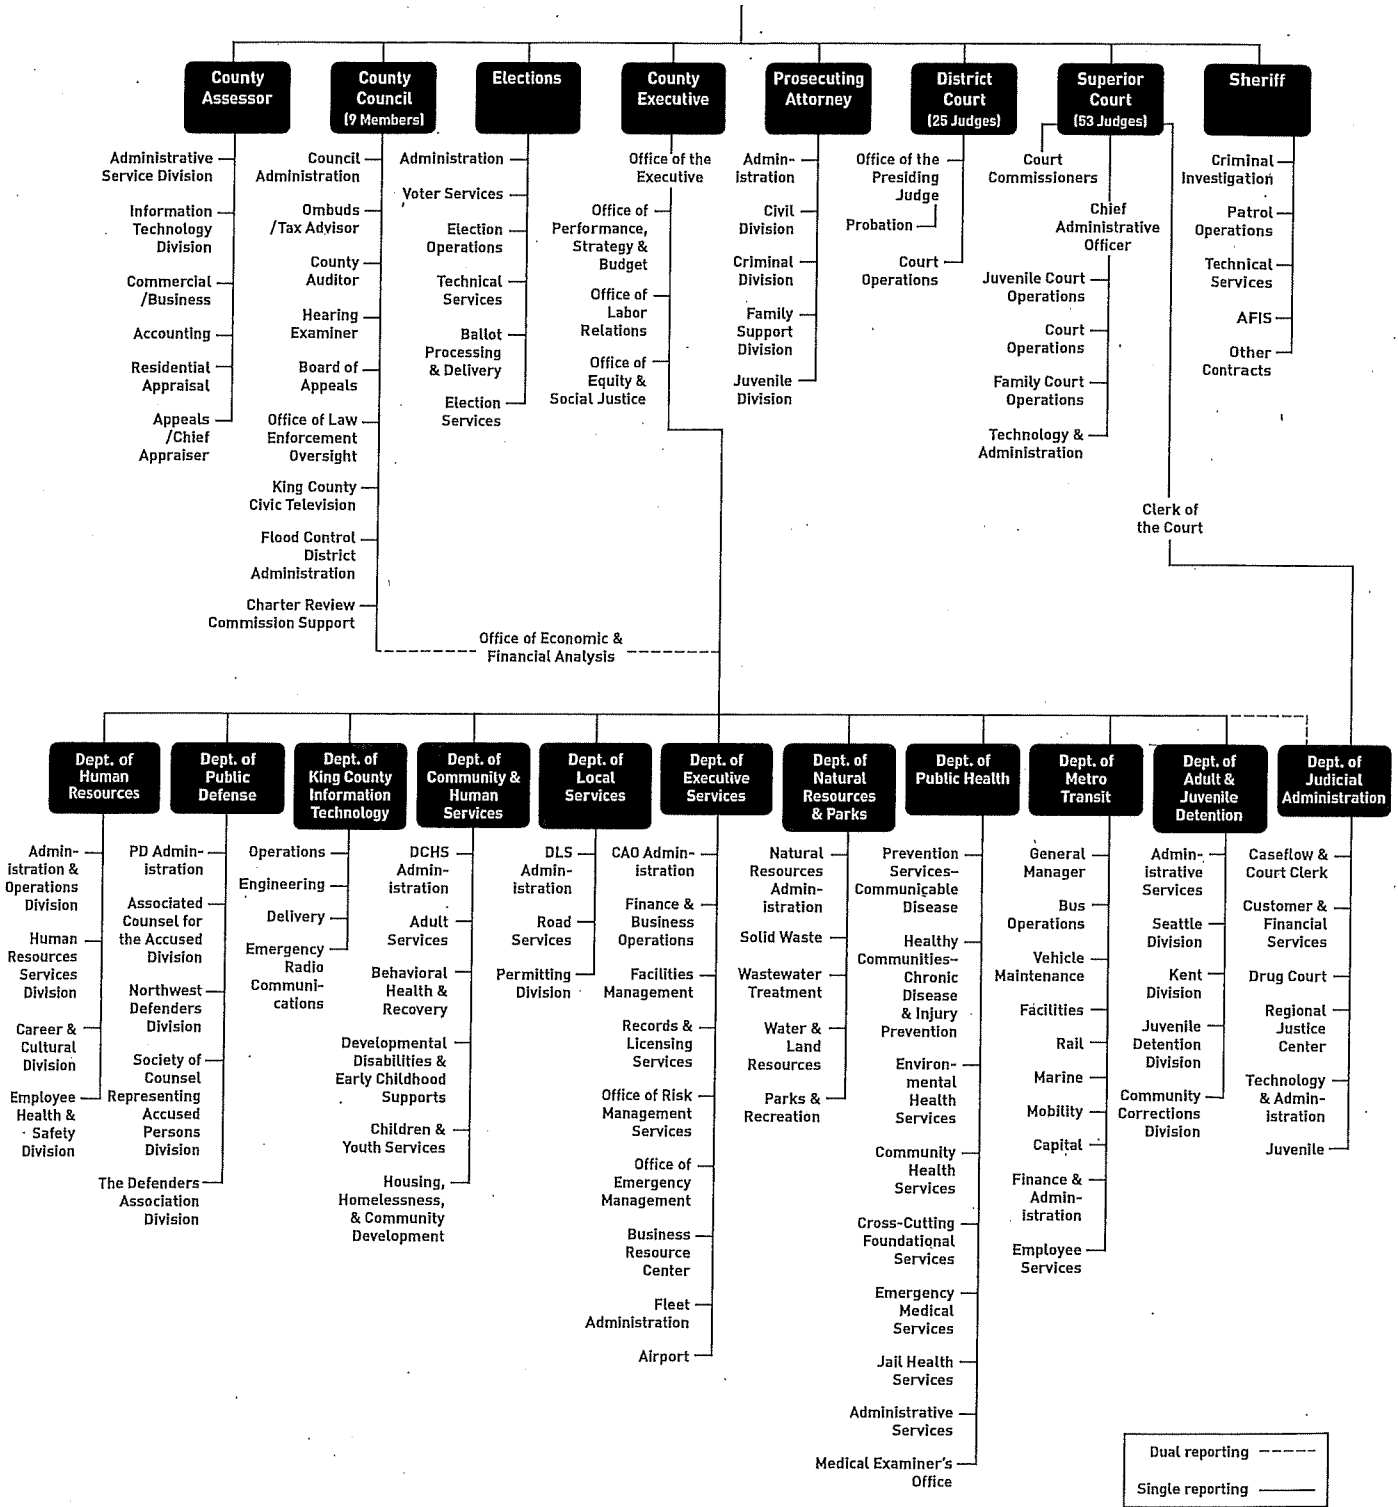 County
Assessor
County
Council
(9 Members)
Elections
County
Executive
Prosecuting
Attorney
District
Court
(25 Judges)
Superior
Court
(53 Judges)
Sheriff
Administrative
Service Division
Information
Technology
Division
Commercial
/Business
Accounting
Residential
Appraisal
Appeals
/Chief
Appraiser
Council
Administration
Ombuds
/Tax Advisor
County
Auditor
Hearing
Examiner
Board of
Appeals
Office of Law
Enforcement
Oversight
King County
Civic Television
Flood Control
District
Administration
Charter Review
Commission Support
Administration
Voter Services
Election
Operations
Technical
Services
Ballot
Processing
& Delivery
Election
Services
Office of the
Executive
Office of
Performance,
Strategy &
Budget
Office of
Labor
Relations
Office of
Equity &
Social Justice
Admin-
istration
Civil
Division
Criminal
Division
Family
Support
Division
Juvenile
Division
Office of the
Presiding
Judge
Probation
Court
Operations
Court
Commissioners
Chief
Administrative
Officer
Juvenile Court
Operations
Court
Operations
Family Court
Operations
Technology &
Administration
Clerk of
the Court
Criminal
Investigation
Patrol
Operations
Technical
Services
AFIS
Other
Contracts
Office of Economic &
Financial Analysis
Dept. of
Human
Resources
Dept. of
Public
Defense
Dept. of
King County
Information
Technology
Dept. of
Community &
Human
Services
Dept. of
Local
Services
Dept. of
Executive
Services
Dept. of
Natural
Resources
& Parks
Dept. of
Public Health
Dept. of
Metro
Transit
Dept. of
Adult &
Juvenile
Detention
Dept. of
Judicial
Administration
Admin-
istration &
Operations
Division
Human
Resources
Services
Division
Career &
Cultural
Division
Employee
Health &
Safety
Division
PD Admin-
istration
Associated
Counsel for
the Accused
Division
Northwest
Defenders
Division
Society of
Counsel
Representing
Accused
Persons
Division
The Defenders
Association
Division
Operations
Engineering
Delivery
Emergency
Radio
Communi-
cations
DCHS
Admin-
istration
Adult
Services
Behavioral
Health &
Recovery
Developmental
Disabilities &
Early Childhood
Supports
Children &
Youth Services
Housing,
Homelessness,
& Community
Development
DLS
Admin-
istration
Road
Services
Permitting
Division
CAO Admin-
istration
Finance &
Business
Operations
Facilities
Management
Records &
Licensing
Services
Office of Risk
Management
Services
Office of
Emergency
Management
Business
Resource
Center
Fleet
Administration
Airport
Natural
Resources
Admin-
istration
Solid Waste
Wastewater
Treatment
Water &
Land
Resources
Parks &
Recreation
Prevention
Services–
Communicable
Disease
Healthy
Communities–
Chronic
Disease
& Injury
Prevention
Environ-
mental
Health
Services
Community
Health
Services
Cross-Cutting
Foundational
Services
Emergency
Medical
Services
Jail Health
Services
Administrative
Services
Medical Examiner's
Office
General
Manager
Bus
Operations
Vehicle
Maintenance
Facilities
Rail
Marine
Mobility
Capital
Finance &
Admin-
istration
Employee
Services
Admin-
istrative
Services
Seattle
Division
Kent
Division
Juvenile
Detention
Division
Community
Corrections
Division
Caseflow &
Court Clerk
Customer &
Financial
Services
Drug Court
Regional
Justice
Center
Technology
& Admin-
istration
Juvenile
Dual reporting
Single reporting